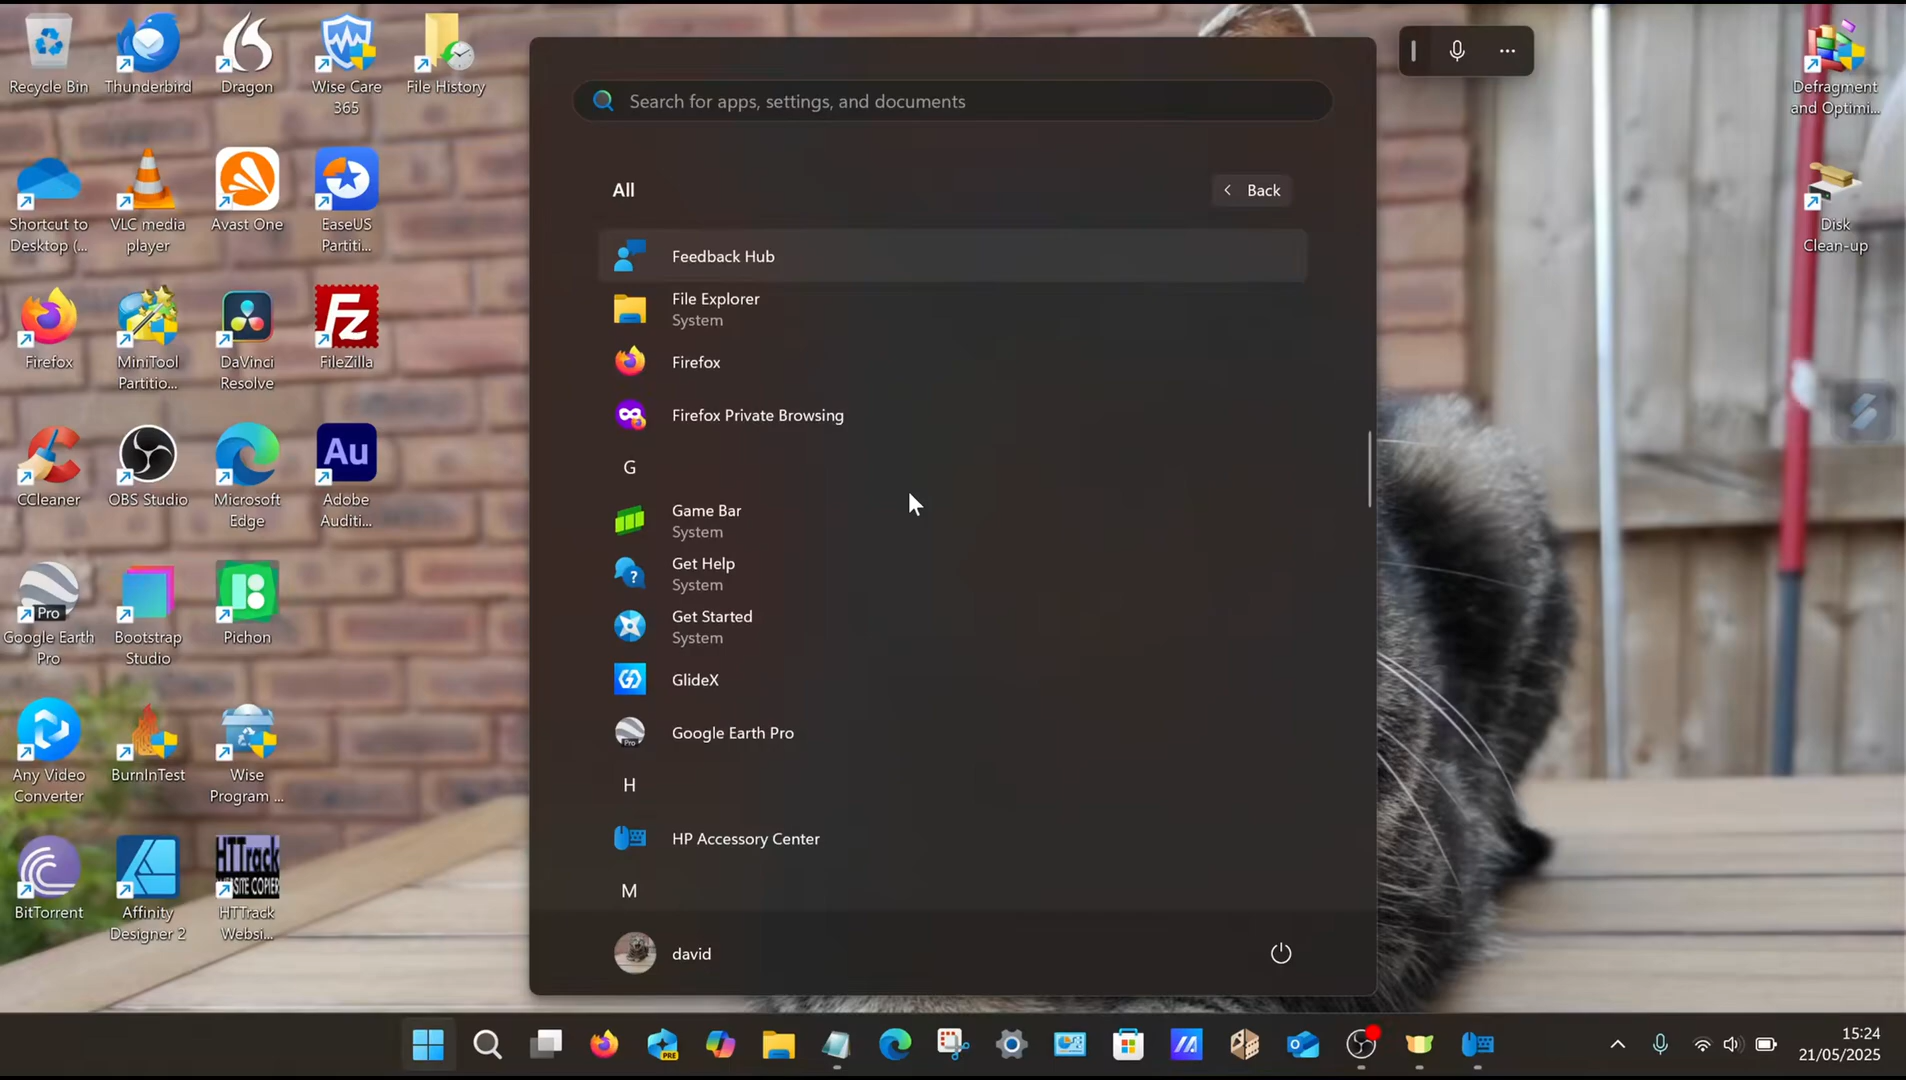 Recycle Bin
Thunderbird
Dragon
Wise Care
365
File History
Shortcut to
Desktop (...
VLC media
player
Avast One
EaseUS
Partiti...
Firefox
MiniTool
Partitio...
DaVinci
Resolve
Fz
FileZilla
CCleaner
OBS Studio
Microsoft
Edge
Au
Adobe
Auditi...
Pro
Google Earth
Pro
Bootstrap
Studio
Pichon
Any Video
Converter
BurnInTest
Wise
Program ...
BitTorrent
Affinity
Designer 2
HTTrack
WEBSITE COPIER
HTTrack
Websi...
Search for apps, settings, and documents
All
Back
Feedback Hub
File Explorer
System
Firefox
Firefox Private Browsing
G
Game Bar
System
Get Help
System
Get Started
System
GlideX
Pro
Google Earth Pro
H
HP Accessory Center
M
david
Defragment
and Optimi...
Disk
Clean-up
PRE
15:24
21/05/2025